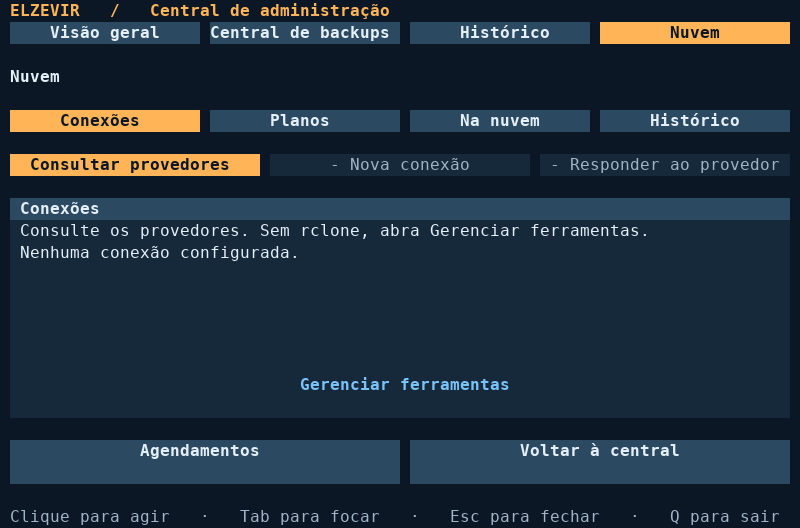 ELZEVIR / Central de administração
Visão geral Central de backups Histórico Nuvem
Nuvem
Conexões Planos Na nuvem Histórico
Consultar provedores - Nova conexão - Responder ao provedor
Conexões
Consulte os provedores. Sem rclone, abra Gerenciar ferramentas.
Nenhuma conexão configurada.
Gerenciar ferramentas
Agendamentos Voltar à central
Clique para agir · Tab para focar · Esc para fechar · Q para sair